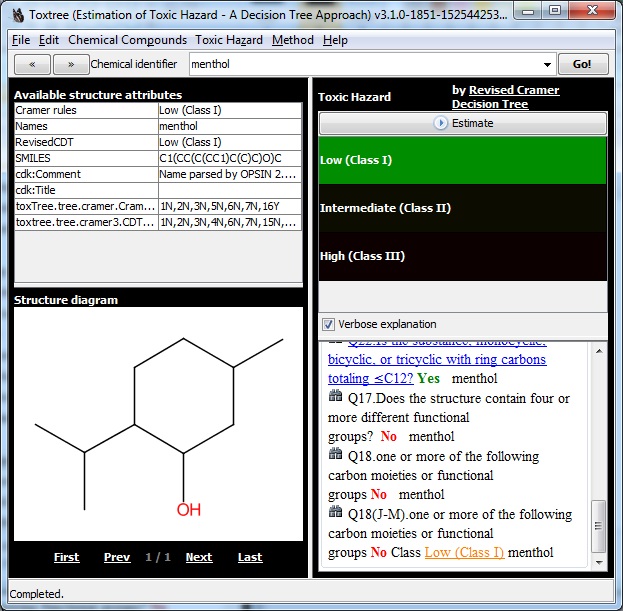 Toxtree (Estimation of Toxic Hazard - A Decision Tree Approach) v3.1.0-1851-152544253...
File Edit Chemical Compounds Toxic Hazard Method Help
« » Chemical identifier menthol Go!
Available structure attributes
Cramer rules Low (Class I)
Names menthol
RevisedCDT Low (Class I)
SMILES C1(CC(C(CC1)C(C)C)O)C
cdk:Comment Name parsed by OPSIN 2....
cdk:Title
toxTree.tree.cramer.Cram... 1N,2N,3N,5N,6N,7N,16Y
toxtree.tree.cramer3.CDT... 1N,2N,3N,4N,6N,7N,15N,...
Structure diagram
OH
First Prev 1 / 1 Next Last
Toxic Hazard
by Revised Cramer
Decision Tree
Estimate
Low (Class I)
Intermediate (Class II)
High (Class III)
Verbose explanation
Q22.Is the substance, monocyclic,
bicyclic, or tricyclic with ring carbons
totaling ≤C12? Yes menthol
Q17.Does the structure contain four or
more different functional
groups? No menthol
Q18.one or more of the following
carbon moieties or functional
groups No menthol
Q18(J-M).one or more of the following
carbon moieties or functional
groups No Class Low (Class I) menthol
Completed.